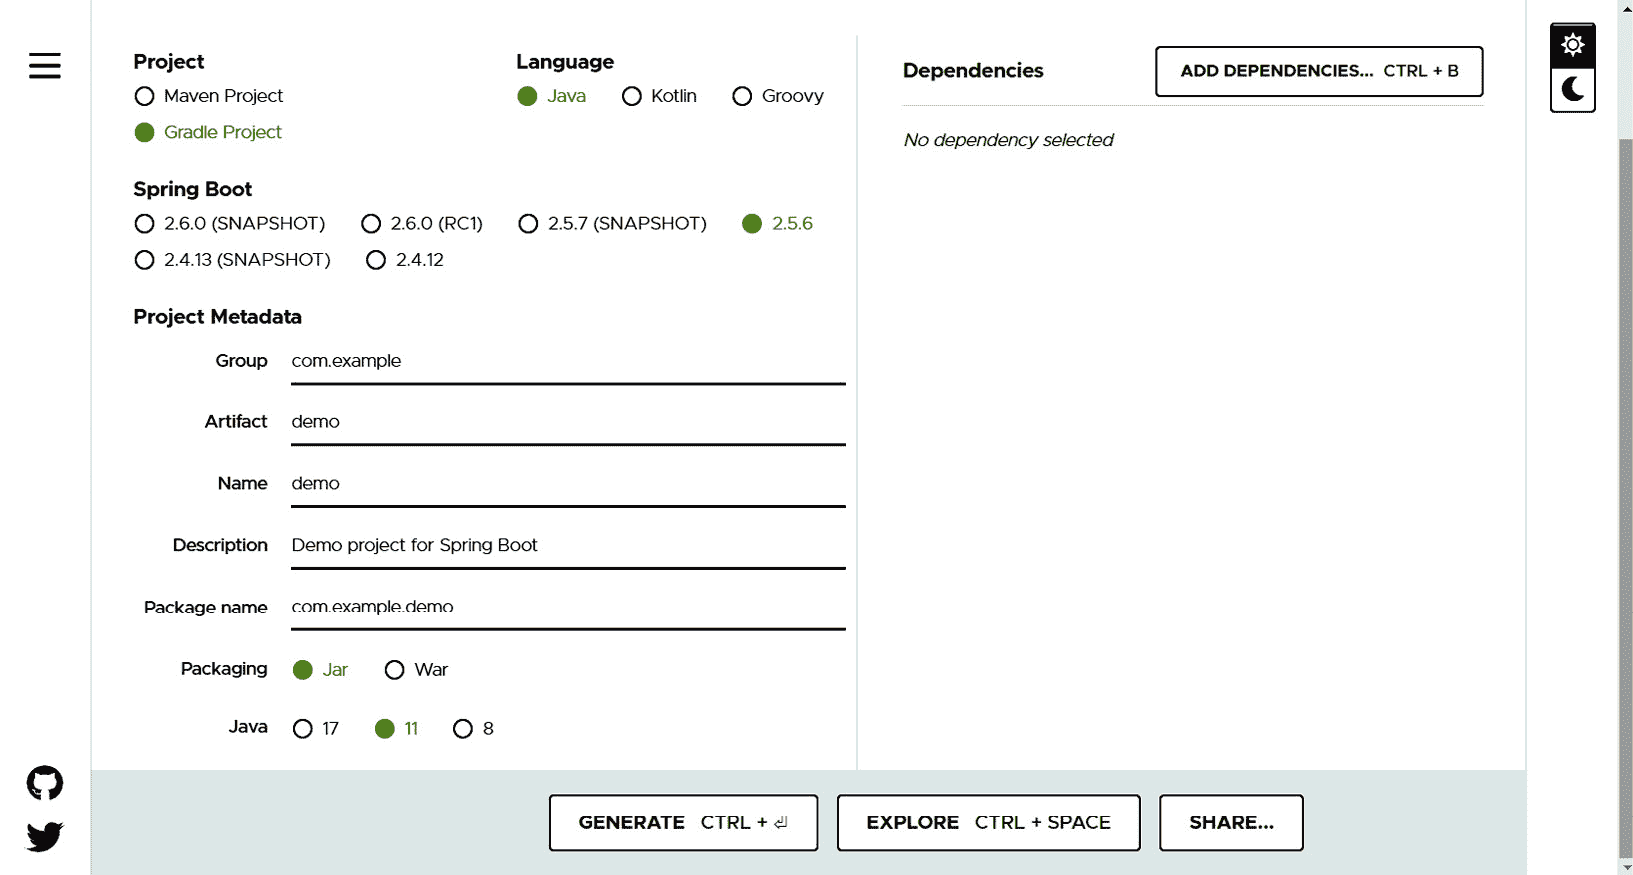 Project
Maven Project
Gradle Project
Language
Java Kotlin Groovy
Spring Boot
2.6.0 (SNAPSHOT) 2.6.0 (RC1) 2.5.7 (SNAPSHOT) 2.5.6
2.4.13 (SNAPSHOT) 2.4.12
Project Metadata
Group com.example
Artifact demo
Name demo
Description Demo project for Spring Boot
Package name com.example.demo
Packaging Jar War
Java 17 11 8
Dependencies
ADD DEPENDENCIES... CTRL + B
No dependency selected
GENERATE CTRL + ⏎
EXPLORE CTRL + SPACE
SHARE...